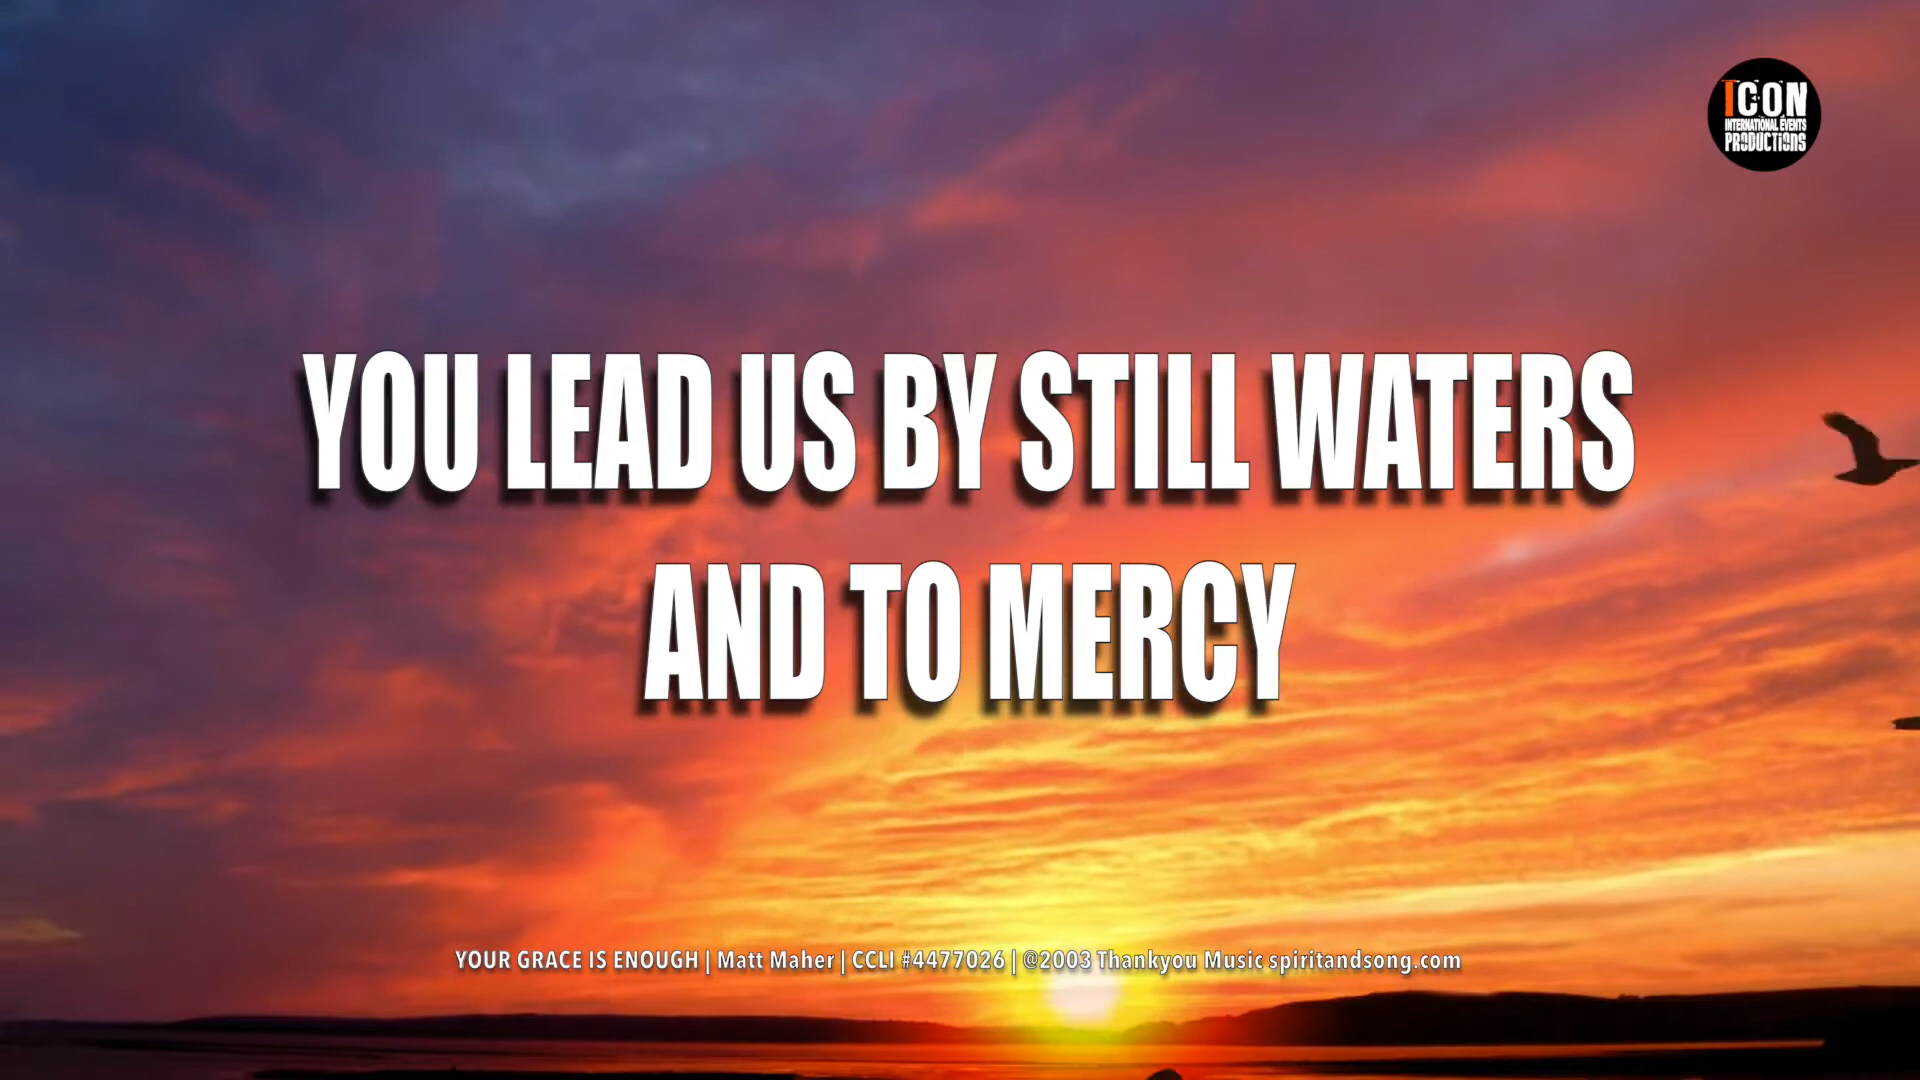 ICON
INTERNATIONAL EVENTS
PRODUCTIONS
YOU LEAD US BY STILL WATERS
AND TO MERCY
YOUR GRACE IS ENOUGH | Matt Maher | CCLI #4477026 | @2003 Thankyou Music spiritandsong.com